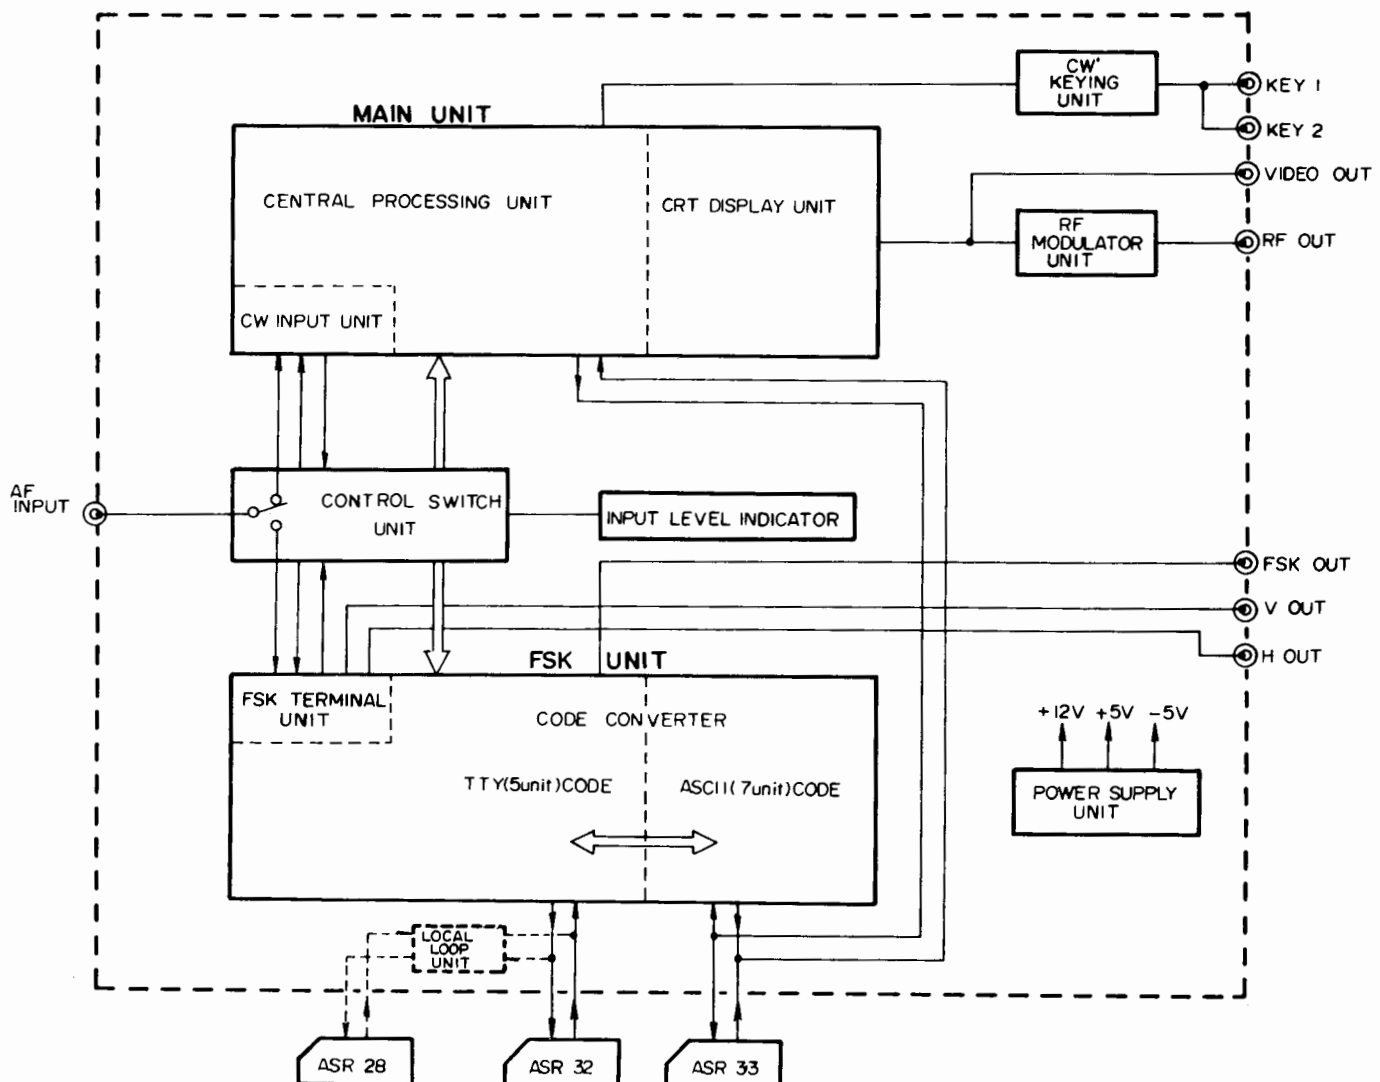 CW'
KEYING
UNIT
KEY 1
KEY 2
MAIN UNIT
VIDEO OUT
CENTRAL PROCESSING UNIT
CRT DISPLAY UNIT
RF
MODULATOR
UNIT
RF OUT
CW INPUT UNIT
AF
INPUT
CONTROL SWITCH
UNIT
INPUT LEVEL INDICATOR
FSK OUT
V OUT
H OUT
FSK UNIT
FSK TERMINAL
UNIT
CODE CONVERTER
+12V +5V -5V
TTY(5unit)CODE
ASCII(7unit)CODE
POWER SUPPLY
UNIT
LOCAL
LOOP
UNIT
ASR 28
ASR 32
ASR 33